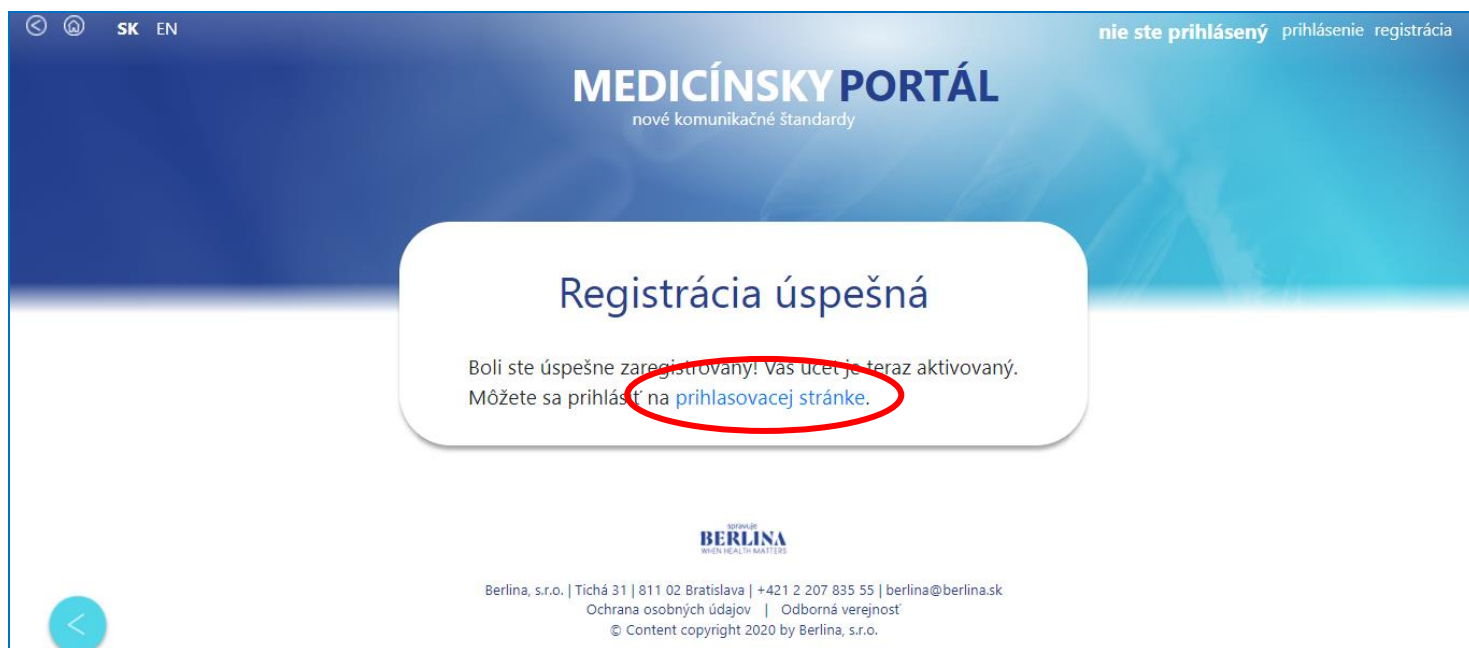 SK EN
nie ste prihlásený prihlásenie registrácia
MEDICÍNSKY PORTÁL
nové komunikačné štandardy
Registrácia úspešná
Boli ste úspešne zaregistrovaný! Váš účet je teraz aktivovaný.
Môžete sa prihlásiť na prihlasovacej stránke.
spravuje
BERLINA
WHEN HEALTH MATTERS
Berlina, s.r.o. | Tichá 31 | 811 02 Bratislava | +421 2 207 835 55 | berlina@berlina.sk
Ochrana osobných údajov | Odborná verejnosť
© Content copyright 2020 by Berlina, s.r.o.